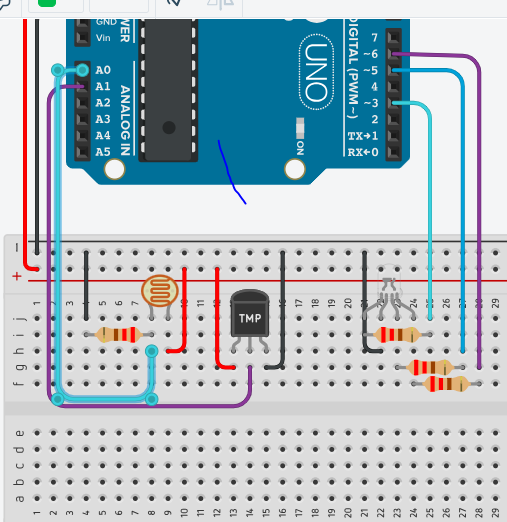 GND
Vin
POWER
A0
A1
A2
A3
A4
A5
ANALOG IN
UNO
ON
DIGITAL (PWM~)
7
~6
~5
4
~3
2
TX→1
RX←0
−
+
1 2 3 4 5 6 7 8 9 10 11 12 13 14 15 16 17 18 19 20 21 22 23 24 25 26 27 28 29
j
i
h
g
f
TMP
e
d
c
b
a
1 2 3 4 5 6 7 8 9 10 11 12 13 14 15 16 17 18 19 20 21 22 23 24 25 26 27 28 29